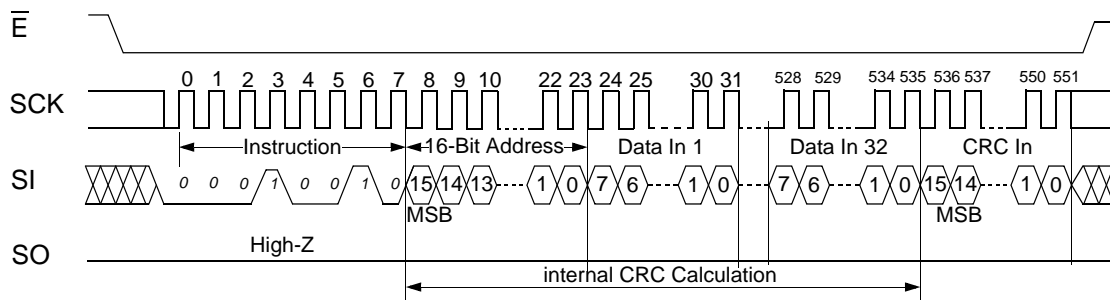 E
0 1 2 3 4 5 6 7 8 9 10 22 23 24 25 30 31 528 529 534 535 536 537 550 551
SCK
Instruction 16-Bit Address Data In 1 Data In 32 CRC In
SI 0 0 0 1 0 0 1 0 15 14 13 1 0 7 6 1 0 7 6 1 0 15 14 1 0
MSB MSB
High-Z
SO
internal CRC Calculation